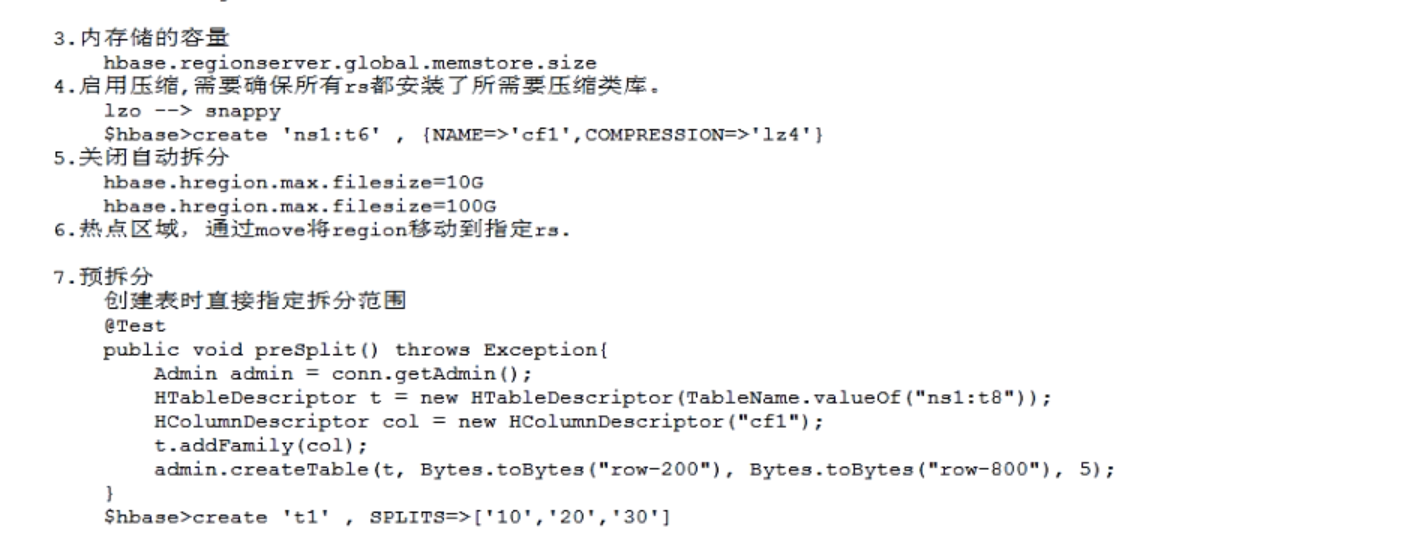 3.内存储的容量
hbase.regionserver.global.memstore.size
4.启用压缩,需要确保所有rs都安装了所需要压缩类库。
lzo --> snappy
$hbase>create 'ns1:t6' , {NAME=>'cf1',COMPRESSION=>'lz4'}
5.关闭自动拆分
hbase.hregion.max.filesize=10G
hbase.hregion.max.filesize=100G
6.热点区域，通过move将region移动到指定rs.
7.预拆分
创建表时直接指定拆分范围
@Test
public void preSplit() throws Exception{
Admin admin = conn.getAdmin();
HTableDescriptor t = new HTableDescriptor(TableName.valueOf("ns1:t8"));
HColumnDescriptor col = new HColumnDescriptor("cf1");
t.addFamily(col);
admin.createTable(t, Bytes.toBytes("row-200"), Bytes.toBytes("row-800"), 5);
}
$hbase>create 't1' , SPLITS=>['10','20','30']